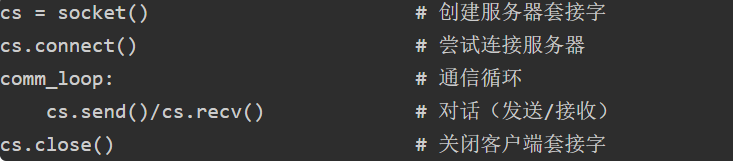 cs = socket() # 创建服务器套接字
cs.connect() # 尝试连接服务器
comm_loop: # 通信循环
    cs.send()/cs.recv() # 对话（发送/接收）
cs.close() # 关闭客户端套接字